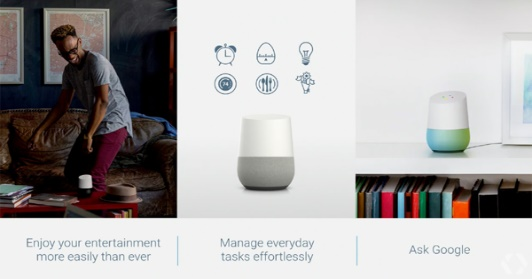 Enjoy your entertainment
more easily than ever
Manage everyday
tasks effortlessly
Ask Google